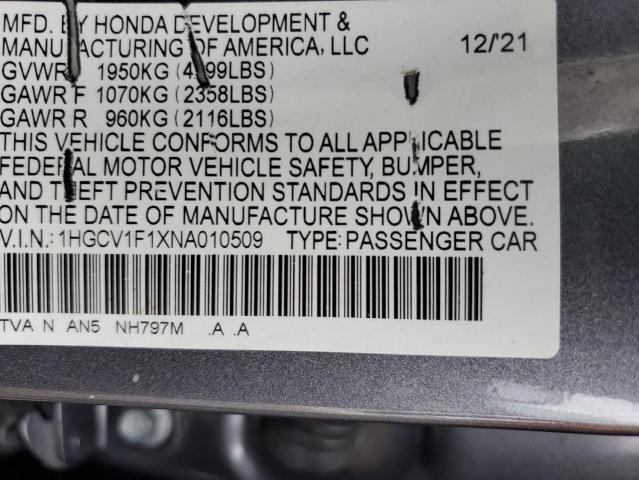 MFD. BY HONDA DEVELOPMENT &
MANUFACTURING OF AMERICA, LLC 12/'21
GVWR 1950KG (4299LBS)
GAWR F 1070KG (2358LBS)
GAWR R 960KG (2116LBS)
THIS VEHICLE CONFORMS TO ALL APPLICABLE
FEDERAL MOTOR VEHICLE SAFETY, BUMPER,
AND THEFT PREVENTION STANDARDS IN EFFECT
ON THE DATE OF MANUFACTURE SHOWN ABOVE.
V.I.N.: 1HGCV1F1XNA010509 TYPE: PASSENGER CAR
TVA N AN5 NH797M .A .A